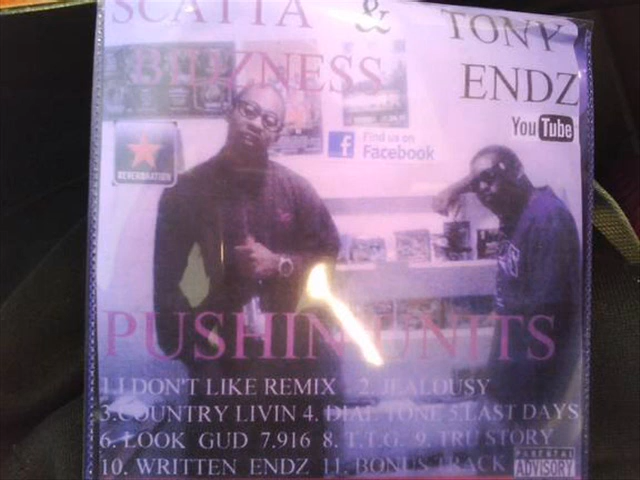 SCATTA & TONY
BIDZNESS ENDZ
YouTube
Find us on
Facebook
REVERBNATION
PUSHIN UNITS
1.I DON'T LIKE REMIX 2. JEALOUSY
3.COUNTRY LIVIN 4. DIAL TONE 5.LAST DAYS
6. LOOK GUD 7.916 8. T.T.G. 9. TRU STORY
10. WRITTEN ENDZ 11. BONUS TRACK
PARENTAL
ADVISORY